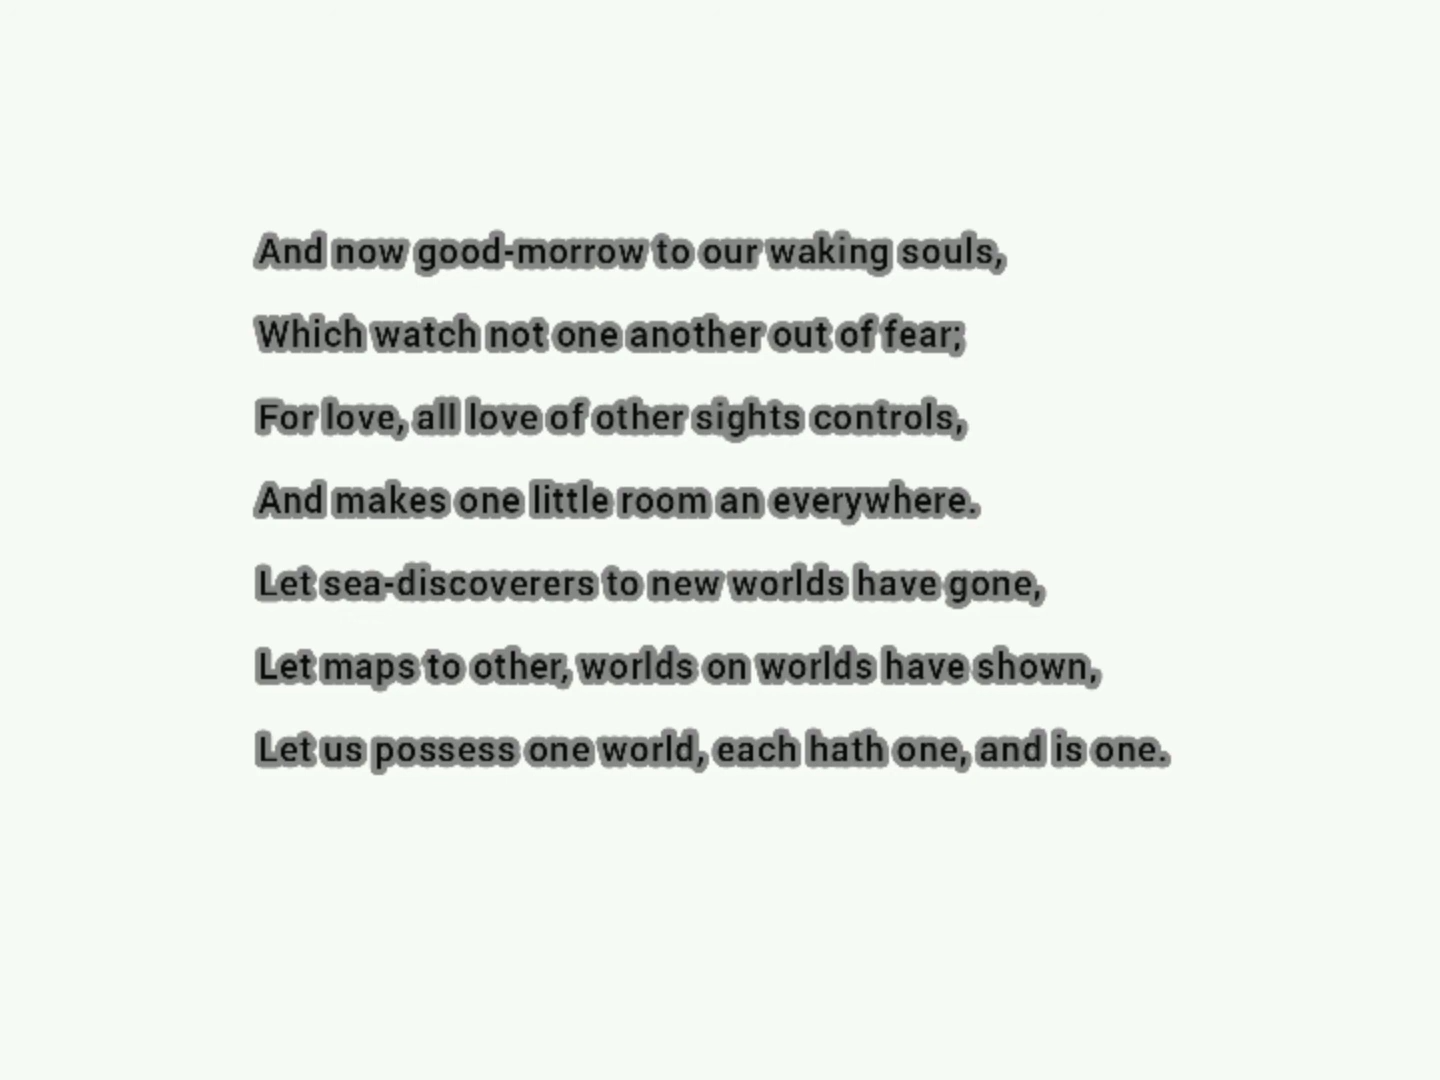 And now good-morrow to our waking souls,
Which watch not one another out of fear;
For love, all love of other sights controls,
And makes one little room an everywhere.
Let sea-discoverers to new worlds have gone,
Let maps to other, worlds on worlds have shown,
Let us possess one world, each hath one, and is one.